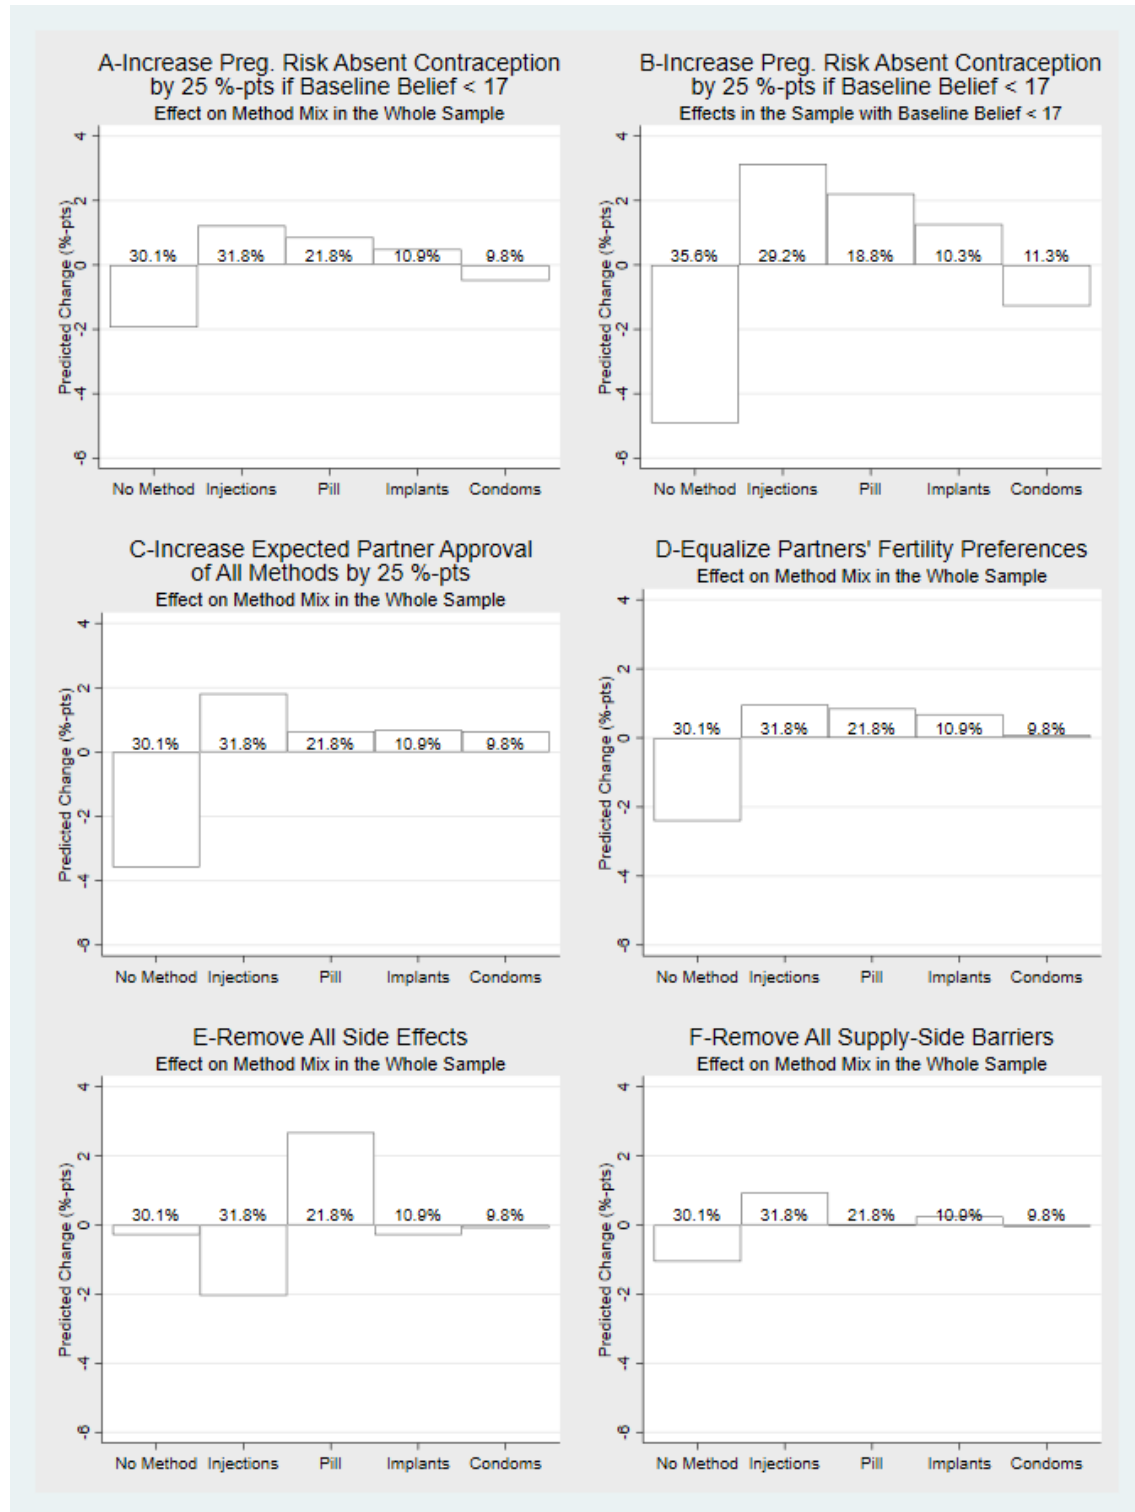 A-Increase Preg. Risk Absent Contraception
by 25 %-pts if Baseline Belief < 17
Effect on Method Mix in the Whole Sample
Predicted Change (%-pts)
4
2
0
-2
-4
-6
30.1% 31.8% 21.8% 10.9% 9.8%
No Method Injections Pill Implants Condoms
B-Increase Preg. Risk Absent Contraception
by 25 %-pts if Baseline Belief < 17
Effects in the Sample with Baseline Belief < 17
Predicted Change (%-pts)
4
2
0
-2
-4
-6
35.6% 29.2% 18.8% 10.3% 11.3%
No Method Injections Pill Implants Condoms
C-Increase Expected Partner Approval
of All Methods by 25 %-pts
Effect on Method Mix in the Whole Sample
Predicted Change (%-pts)
4
2
0
-2
-4
-6
30.1% 31.8% 21.8% 10.9% 9.8%
No Method Injections Pill Implants Condoms
D-Equalize Partners' Fertility Preferences
Effect on Method Mix in the Whole Sample
Predicted Change (%-pts)
4
2
0
-2
-4
-6
30.1% 31.8% 21.8% 10.9% 9.8%
No Method Injections Pill Implants Condoms
E-Remove All Side Effects
Effect on Method Mix in the Whole Sample
Predicted Change (%-pts)
4
2
0
-2
-4
-6
30.1% 31.8% 21.8% 10.9% 9.8%
No Method Injections Pill Implants Condoms
F-Remove All Supply-Side Barriers
Effect on Method Mix in the Whole Sample
Predicted Change (%-pts)
4
2
0
-2
-4
-6
30.1% 31.8% 21.8% 10.9% 9.8%
No Method Injections Pill Implants Condoms